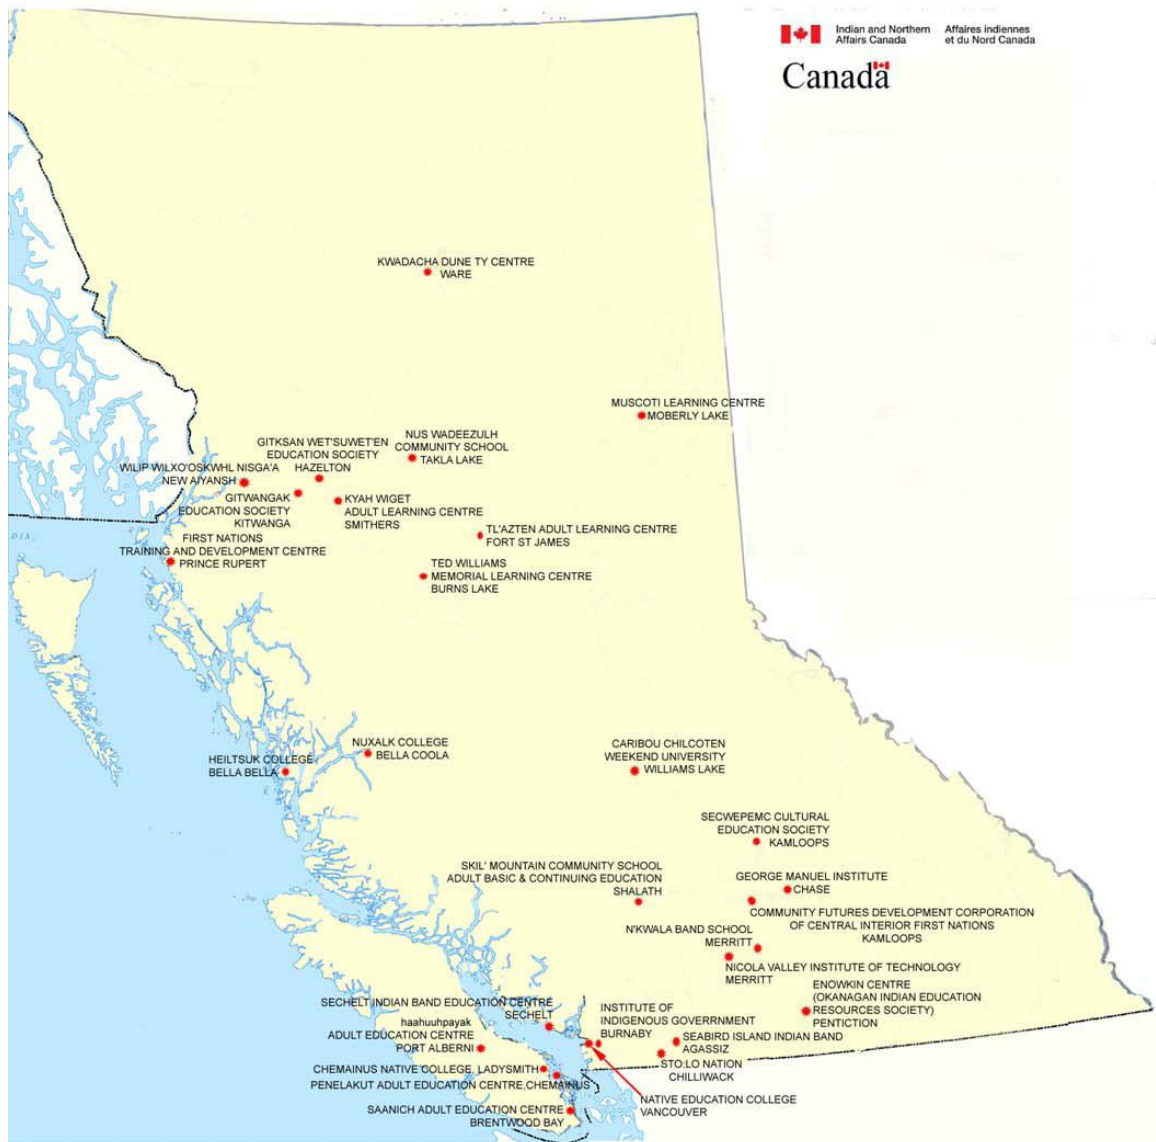 Indian and Northern
Affairs Canada
Affaires indiennes
et du Nord Canada
Canada
KWADACHA DUNE TY CENTRE
WARE
MUSCOTI LEARNING CENTRE
MOBERLY LAKE
NUS WADEEZULH
COMMUNITY SCHOOL
TAKLA LAKE
GITKSAN WET'SUWET'EN
EDUCATION SOCIETY
HAZELTON
WILIP WILXO'OSKWHL NISGA'A
NEW AIYANSH
GITWANGAK
EDUCATION SOCIETY
KITWANGA
KYAH WIGET
ADULT LEARNING CENTRE
SMITHERS
TL'AZTEN ADULT LEARNING CENTRE
FORT ST JAMES
FIRST NATIONS
TRAINING AND DEVELOPMENT CENTRE
PRINCE RUPERT
TED WILLIAMS
MEMORIAL LEARNING CENTRE
BURNS LAKE
NUXALK COLLEGE
BELLA COOLA
HEILTSUK COLLEGE
BELLA BELLA
CARIBOU CHILCOTEN
WEEKEND UNIVERSITY
WILLIAMS LAKE
SECWEPEMC CULTURAL
EDUCATION SOCIETY
KAMLOOPS
SKIL' MOUNTAIN COMMUNITY SCHOOL
ADULT BASIC & CONTINUING EDUCATION
SHALATH
GEORGE MANUEL INSTITUTE
CHASE
COMMUNITY FUTURES DEVELOPMENT CORPORATION
OF CENTRAL INTERIOR FIRST NATIONS
KAMLOOPS
N'KWALA BAND SCHOOL
MERRITT
NICOLA VALLEY INSTITUTE OF TECHNOLOGY
MERRITT
ENOWKIN CENTRE
(OKANAGAN INDIAN EDUCATION
RESOURCES SOCIETY)
PENTICTION
SECHELT INDIAN BAND EDUCATION CENTRE
SECHELT
INSTITUTE OF
INDIGENOUS GOVERRNMENT
BURNABY
haahuuhpayak
ADULT EDUCATION CENTRE
PORT ALBERNI
SEABIRD ISLAND INDIAN BAND
AGASSIZ
STO:LO NATION
CHILLIWACK
CHEMAINUS NATIVE COLLEGE, LADYSMITH
PENELAKUT ADULT EDUCATION CENTRE,CHEMAINUS
NATIVE EDUCATION COLLEGE
VANCOUVER
SAANICH ADULT EDUCATION CENTRE
BRENTWOOD BAY